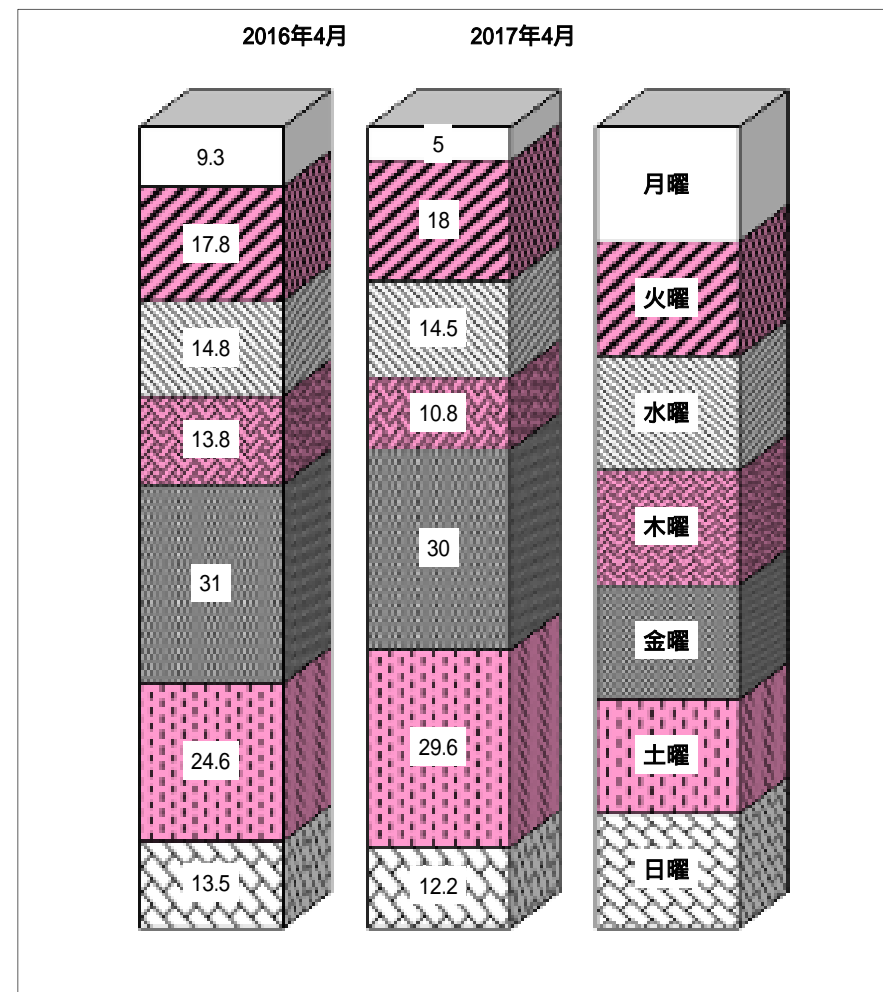 2016年4月 2017年4月
9.3 5 月曜
17.8 18 火曜
14.8 14.5 水曜
13.8 10.8 木曜
31 30 金曜
24.6 29.6 土曜
13.5 12.2 日曜